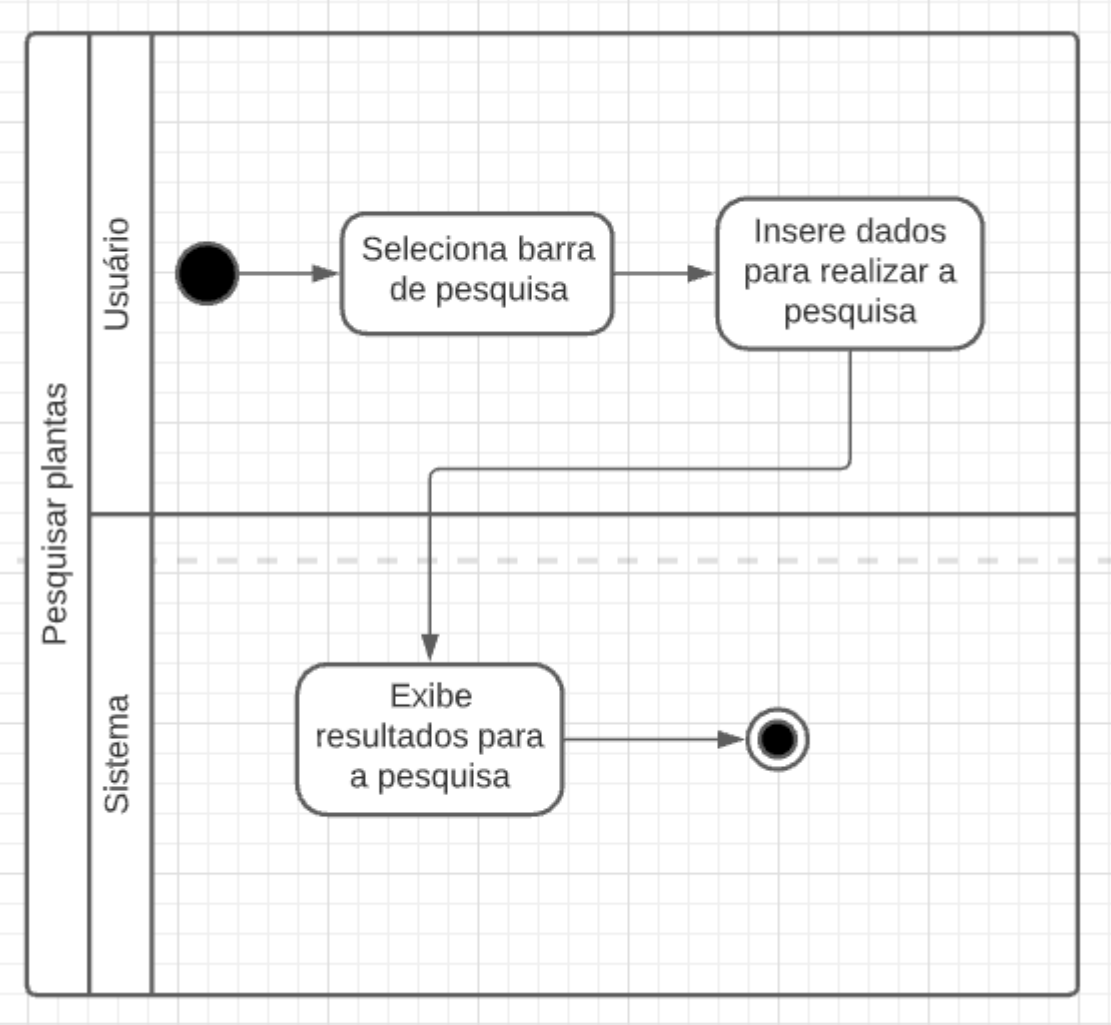 Pesquisar plantas
Usuário
Seleciona barra
de pesquisa
Insere dados
para realizar a
pesquisa
Sistema
Exibe
resultados para
a pesquisa